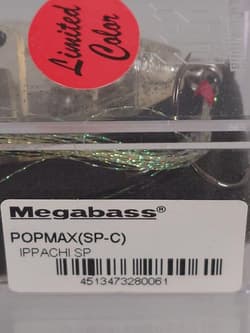 Limited
Color
Megabass®
POPMAX(SP-C)
IPPACHI SP
4513473280061